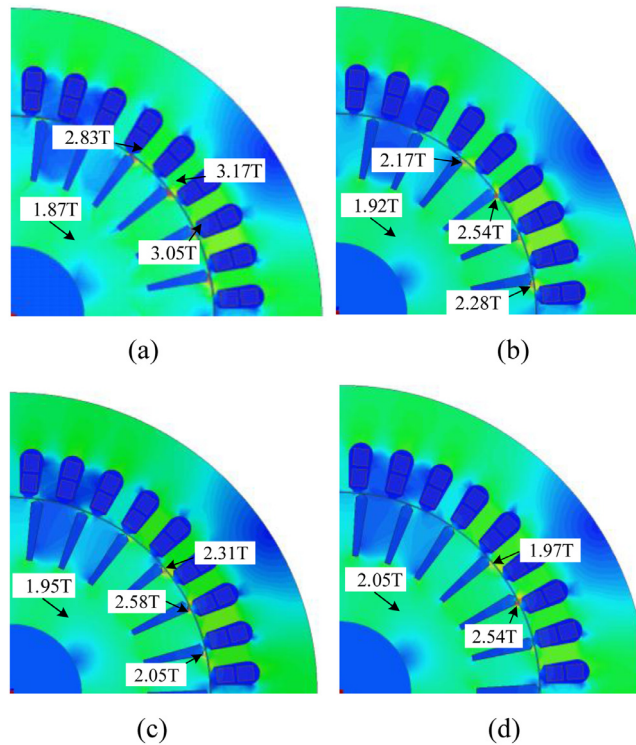 2.83T
3.17T
1.87T
3.05T
(a)
2.17T
1.92T
2.54T
2.28T
(b)
2.31T
1.95T
2.58T
2.05T
(c)
1.97T
2.05T
2.54T
(d)